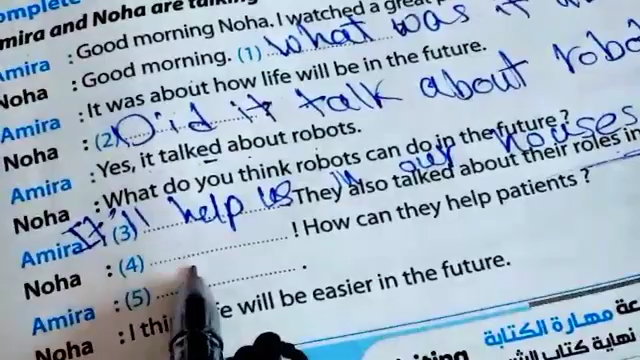 omplete
mira and Noha are talking
Amira : Good morning Noha. I watched a great
Noha : Good morning. (1) What was it
Amira : It was about how life will be in the future.
Noha : (2) Did it talk about robo
Amira : Yes, it talked about robots.
Noha : What do you think robots can do in the future ?
Amira : (3) It'll help us in our houses They also talked about their roles in
Noha : (4) ! How can they help patients ?
Amira : (5) .
Noha : I thi fe will be easier in the future.
عة مهارة الكتابة
نهاية كتاب